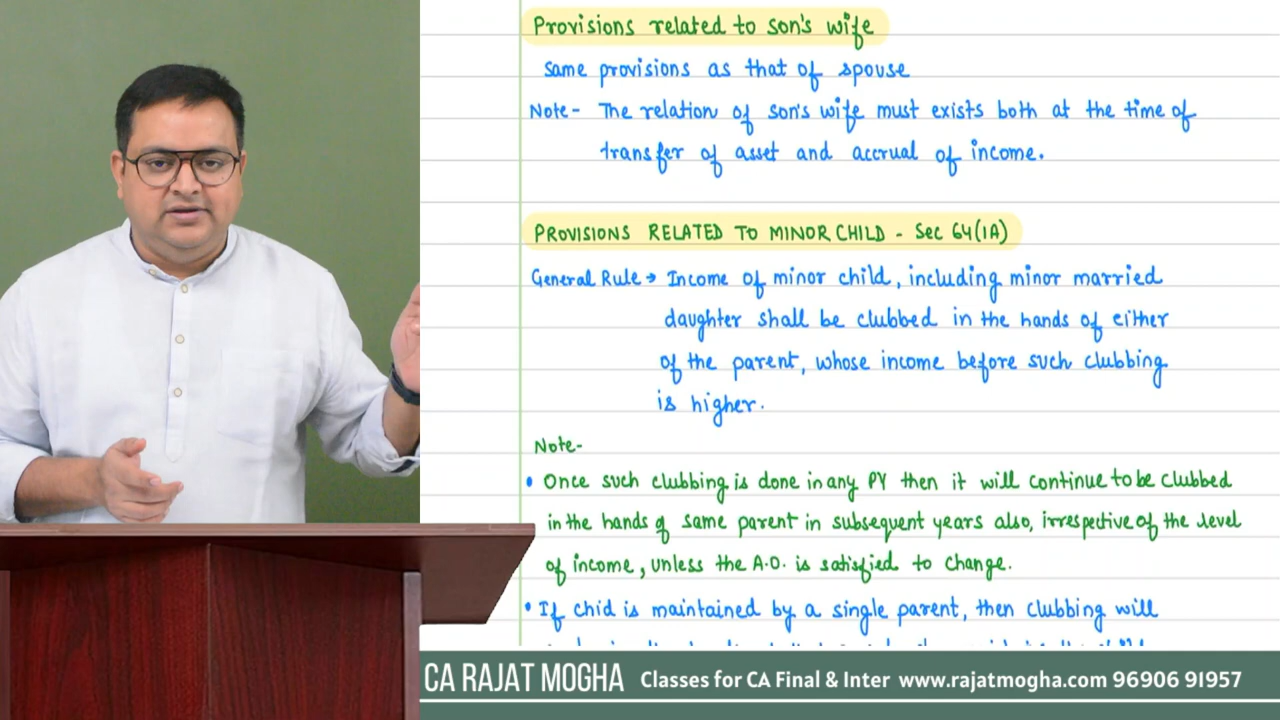 Provisions related to son's wife
Same provisions as that of spouse
Note- The relation of son's wife must exists both at the time of
transfer of asset and accrual of income.
PROVISIONS RELATED TO MINOR CHILD - Sec 64(1A)
General Rule → Income of minor child, including minor married
daughter shall be clubbed in the hands of either
of the parent, whose income before such clubbing
is higher.
Note-
• Once such clubbing is done in any PY then it will continue to be clubbed
in the hands of same parent in subsequent years also, irrespective of the level
of income, unless the A.O. is satisfied to change.
• If chid is maintained by a single parent, then clubbing will
CA RAJAT MOGHA Classes for CA Final & Inter www.rajatmogha.com 96906 91957